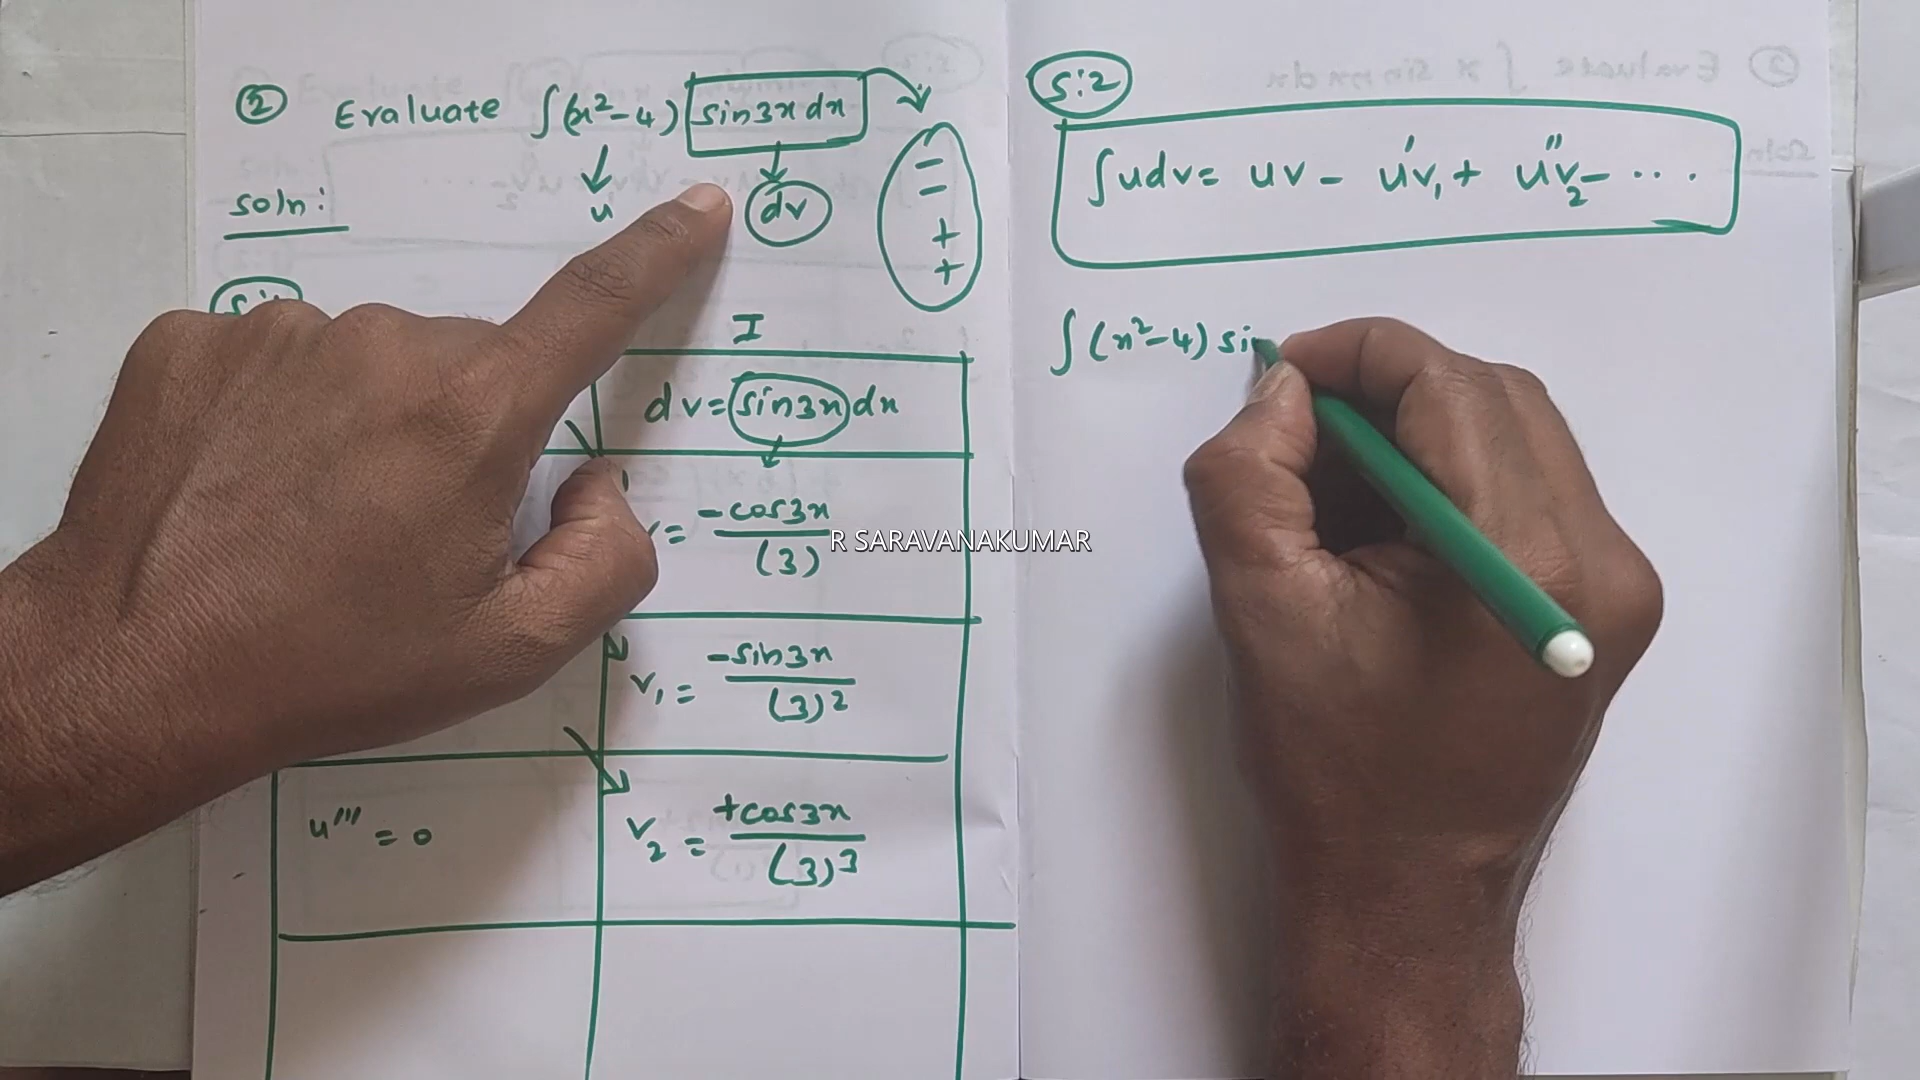 ② Evaluate ∫(x²-4) sin3x dx
u dv
=
=
+
+
soln:
I
dv = sin3x dx
v = -cos3x/(3)
v₁ = -sin3x/(3)²
u''' = 0 v₂ = +cos3x/(3)³
S:2
∫udv = uv - u'v₁ + u''v₂ - ....
∫(x²-4) sin
R SARAVANAKUMAR